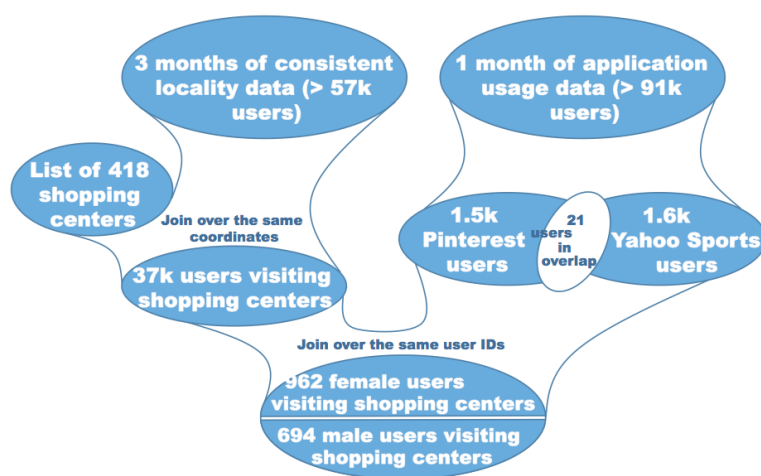 3 months of consistent
locality data (> 57k
users)
1 month of application
usage data (> 91k
users)
List of 418
shopping
centers
Join over the same
coordinates
1.5k
Pinterest
users
21
users
in
overlap
1.6k
Yahoo Sports
users
37k users visiting
shopping centers
Join over the same user IDs
962 female users
visiting shopping centers
694 male users visiting
shopping centers